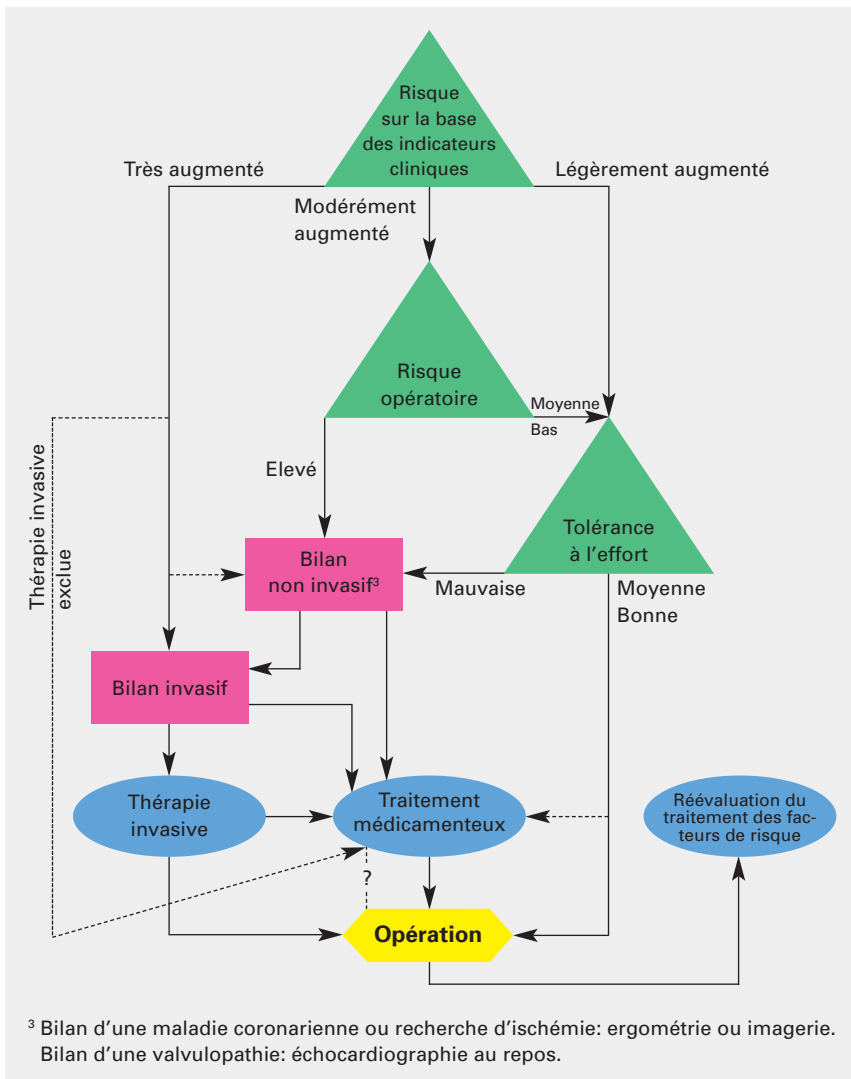 Risque
sur la base
des indicateurs
cliniques
Très augmenté
Légèrement augmenté
Modérément
augmenté
Risque
opératoire
Moyenne
Bas
Elevé
Thérapie invasive
exclue
Tolérance
à l'effort
Bilan
non invasif³
Mauvaise
Moyenne
Bonne
Bilan invasif
Thérapie
invasive
Traitement
médicamenteux
Réévaluation du
traitement des fac-
teurs de risque
?
Opération
³ Bilan d'une maladie coronarienne ou recherche d'ischémie: ergométrie ou imagerie.
Bilan d'une valvulopathie: échocardiographie au repos.